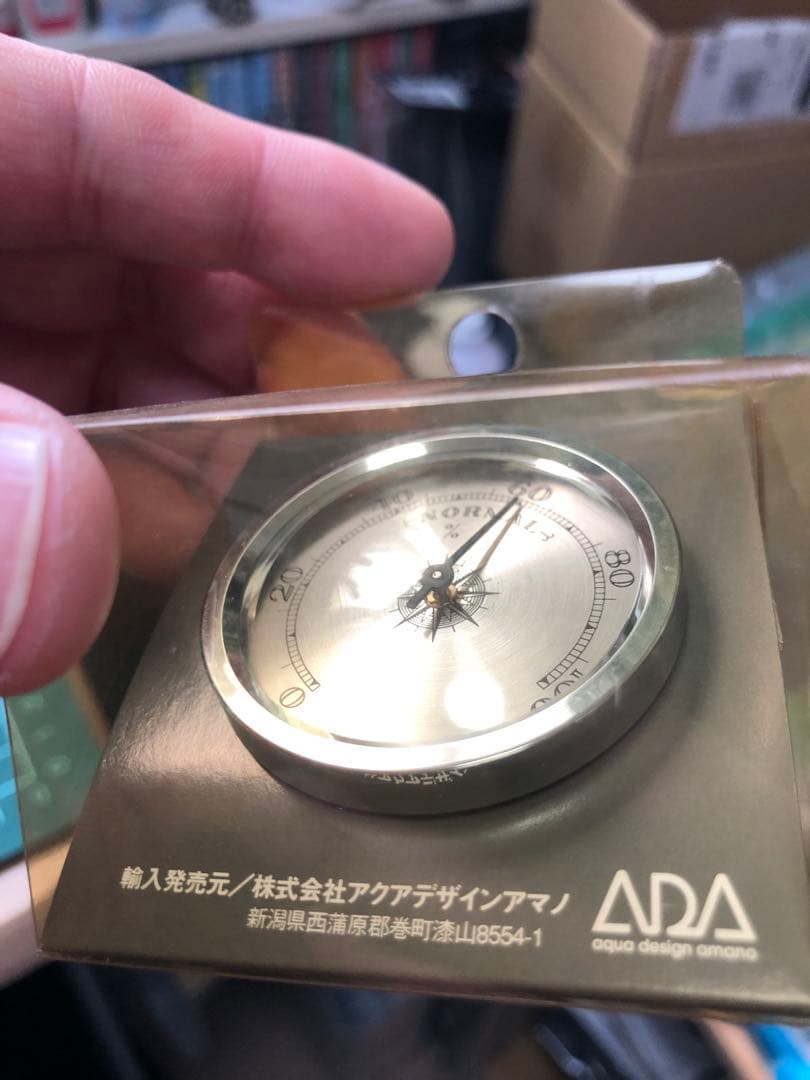 60
NORMAL
%
80
20
0
輸入発売元／株式会社アクアデザインアマノ
新潟県西蒲原郡巻町漆山8554-1
ADA
aqua design amano